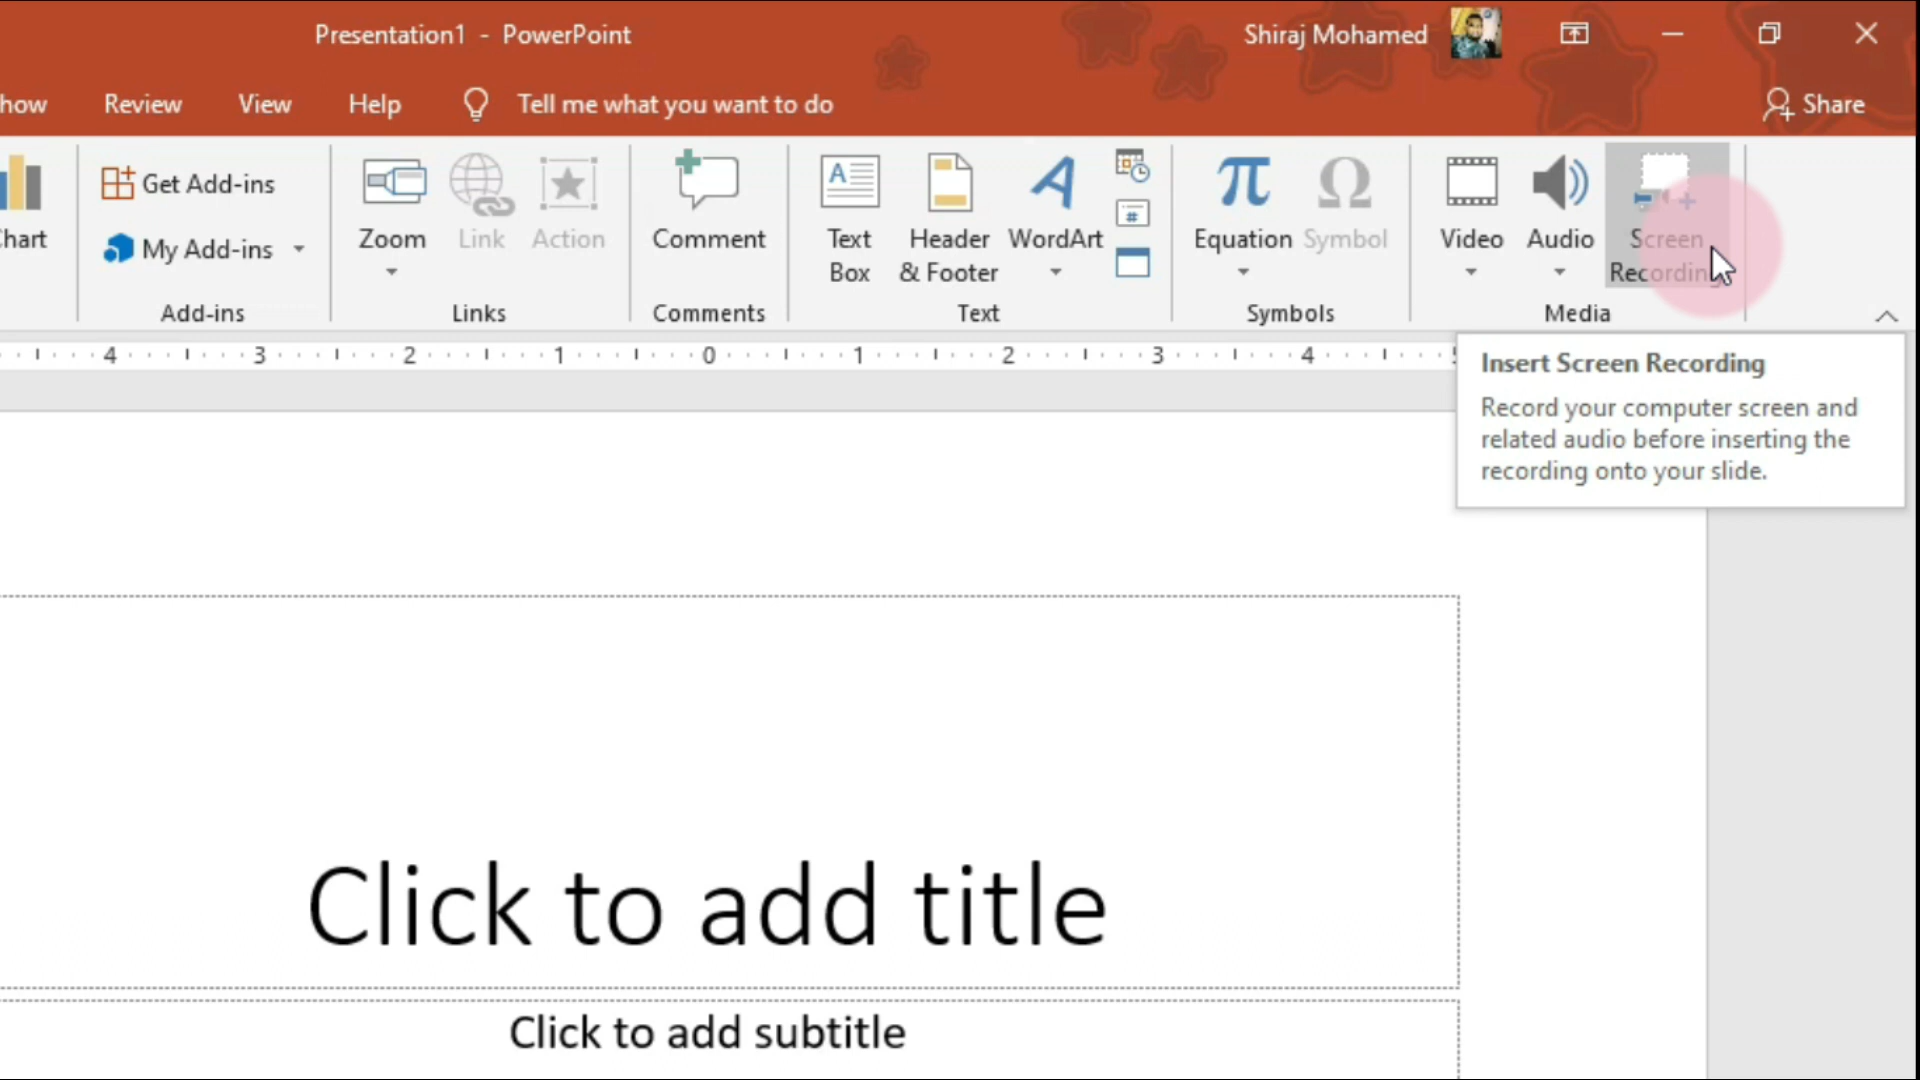 Presentation1 - PowerPoint
Shiraj Mohamed
how Review View Help Tell me what you want to do Share
hart
Get Add-ins
My Add-ins
Add-ins
Zoom Link Action
Links
Comment
Comments
Text
Box
Header
& Footer
WordArt
Text
Equation Symbol
Symbols
Video Audio
Screen
Recording
Media
4 3 2 1 0 1 2 3 4
Insert Screen Recording
Record your computer screen and
related audio before inserting the
recording onto your slide.
Click to add title
Click to add subtitle